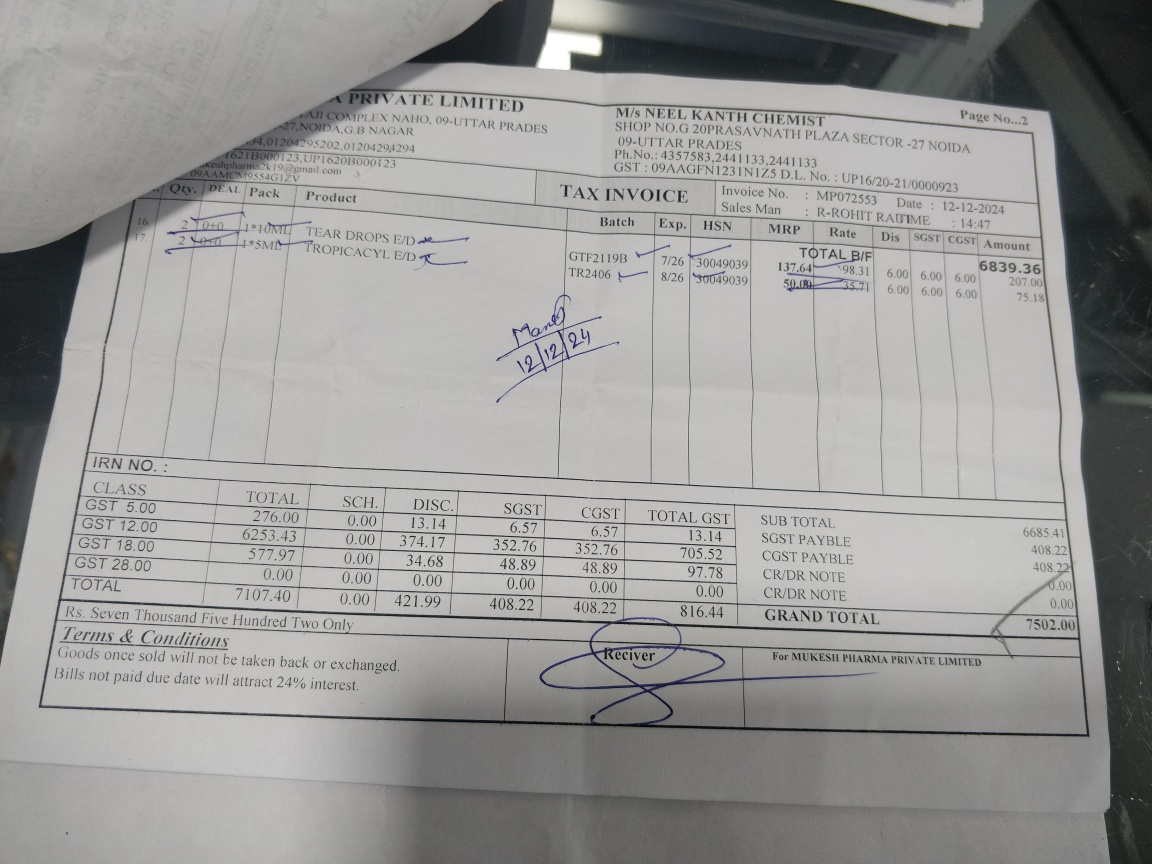 A PRIVATE LIMITED
AJI COMPLEX NAHO, 09-UTTAR PRADES
-27,NOIDA,G.B NAGAR
34,01204295202,0120429,4294
1621B000123,UP1620B000123
keshpharma2k19@gmail.com
09AAMCM9554G1ZV
M/s NEEL KANTH CHEMIST
Page No...2
SHOP NO.G 20PRASAVNATH PLAZA SECTOR -27 NOIDA
09-UTTAR PRADES
Ph.No.: 4357583,2441133,2441133
GST : 09AAGFN1231N1Z5 D.L. No. : UP16/20-21/0000923
TAX INVOICE
Invoice No. : MP072553 Date : 12-12-2024
Sales Man : R-ROHIT RAUTIME : 14:47
Qty. DEAL Pack Product Batch Exp. HSN MRP Rate Dis SGST CGST Amount
TOTAL B/F 6839.36
16. 2 0+0 1*10ML TEAR DROPS E/D GTF2119B 7/26 30049039 137.64 98.31 6.00 6.00 6.00 207.00
17. 2 0+0 1*5ML TROPICACYL E/D TR2406 8/26 30049039 50.00 35.71 6.00 6.00 6.00 75.18
12/12/24
IRN NO. :
CLASS TOTAL SCH. DISC. SGST CGST TOTAL GST
GST 5.00 276.00 0.00 13.14 6.57 6.57 13.14
GST 12.00 6253.43 0.00 374.17 352.76 352.76 705.52
GST 18.00 577.97 0.00 34.68 48.89 48.89 97.78
GST 28.00 0.00 0.00 0.00 0.00 0.00 0.00
TOTAL 7107.40 0.00 421.99 408.22 408.22 816.44
SUB TOTAL 6685.41
SGST PAYBLE 408.22
CGST PAYBLE 408.22
CR/DR NOTE 0.00
CR/DR NOTE 0.00
GRAND TOTAL 7502.00
Rs. Seven Thousand Five Hundred Two Only
Terms & Conditions
Goods once sold will not be taken back or exchanged.
Bills not paid due date will attract 24% interest.
Reciver
For MUKESH PHARMA PRIVATE LIMITED